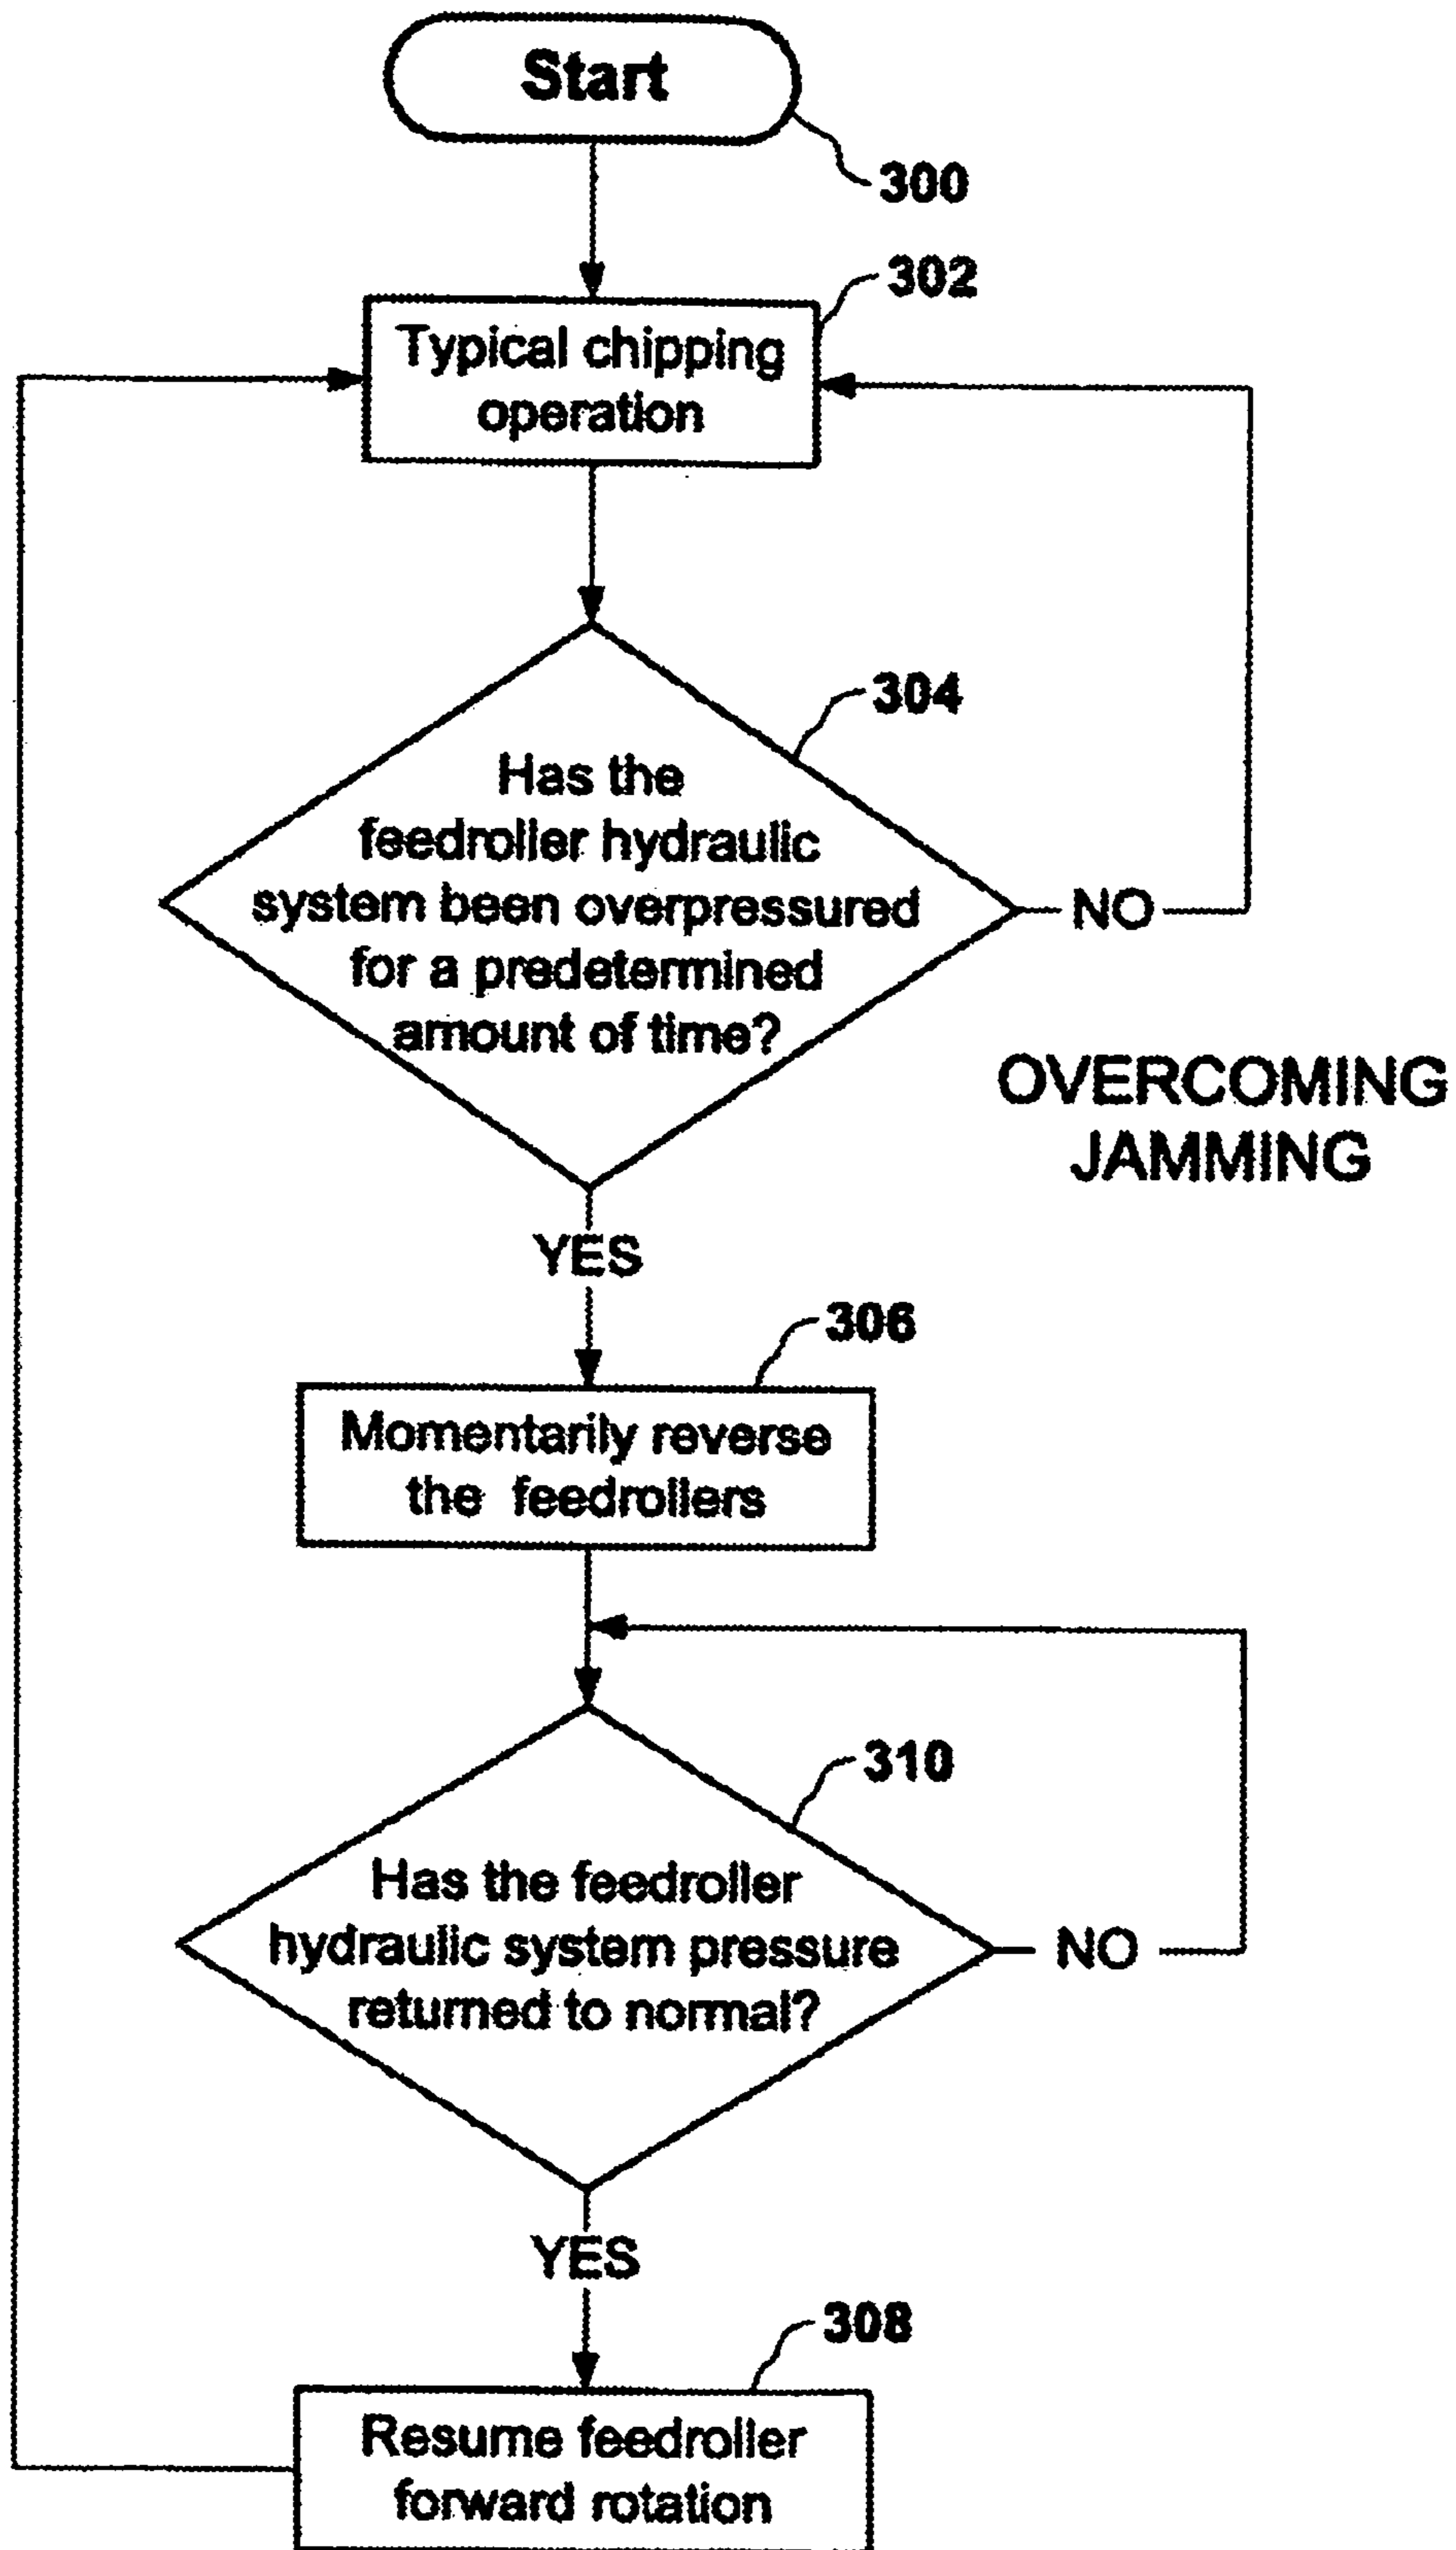 Start
300
302
Typical chipping
operation
304
Has the
feedroller hydraulic
system been overpressured
for a predetermined
amount of time?
NO
OVERCOMING
JAMMING
YES
306
Momentarily reverse
the feedrollers
310
Has the feedroller
hydraulic system pressure
returned to normal?
NO
YES
308
Resume feedroller
forward rotation